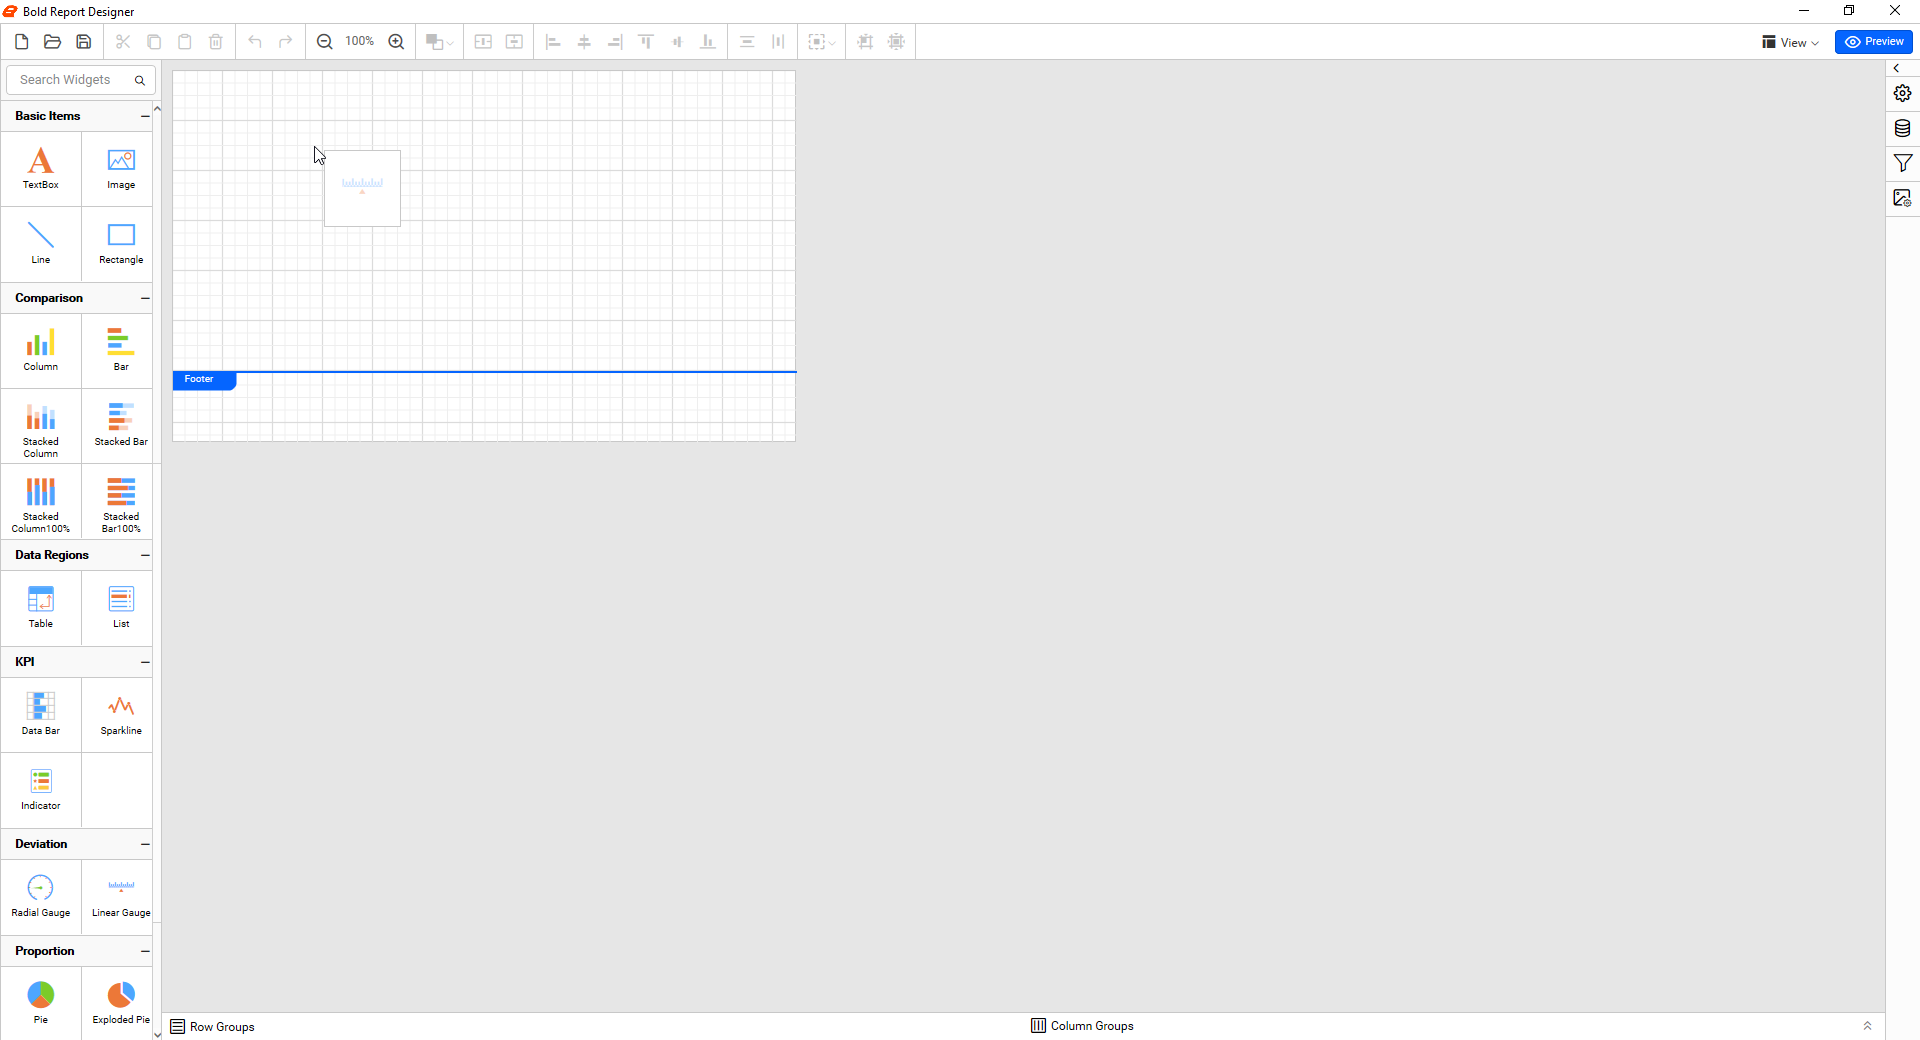 Bold Report Designer
100%
View
Preview
Search Widgets
Basic Items
TextBox
Image
Line
Rectangle
Comparison
Column
Bar
Stacked
Column
Stacked Bar
Stacked
Column100%
Stacked
Bar100%
Data Regions
Table
List
KPI
Data Bar
Sparkline
Indicator
Deviation
Radial Gauge
Linear Gauge
Proportion
Pie
Exploded Pie
Footer
Row Groups
Column Groups